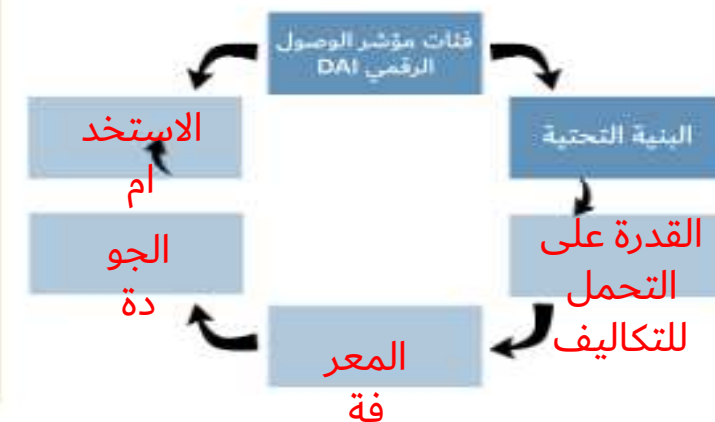 فئات مؤشر الوصول
الرقمي DAI
البنية التحتية
القدرة على
التحمل
للتكاليف
المعر
فة
الجو
دة
الاستخد
ام